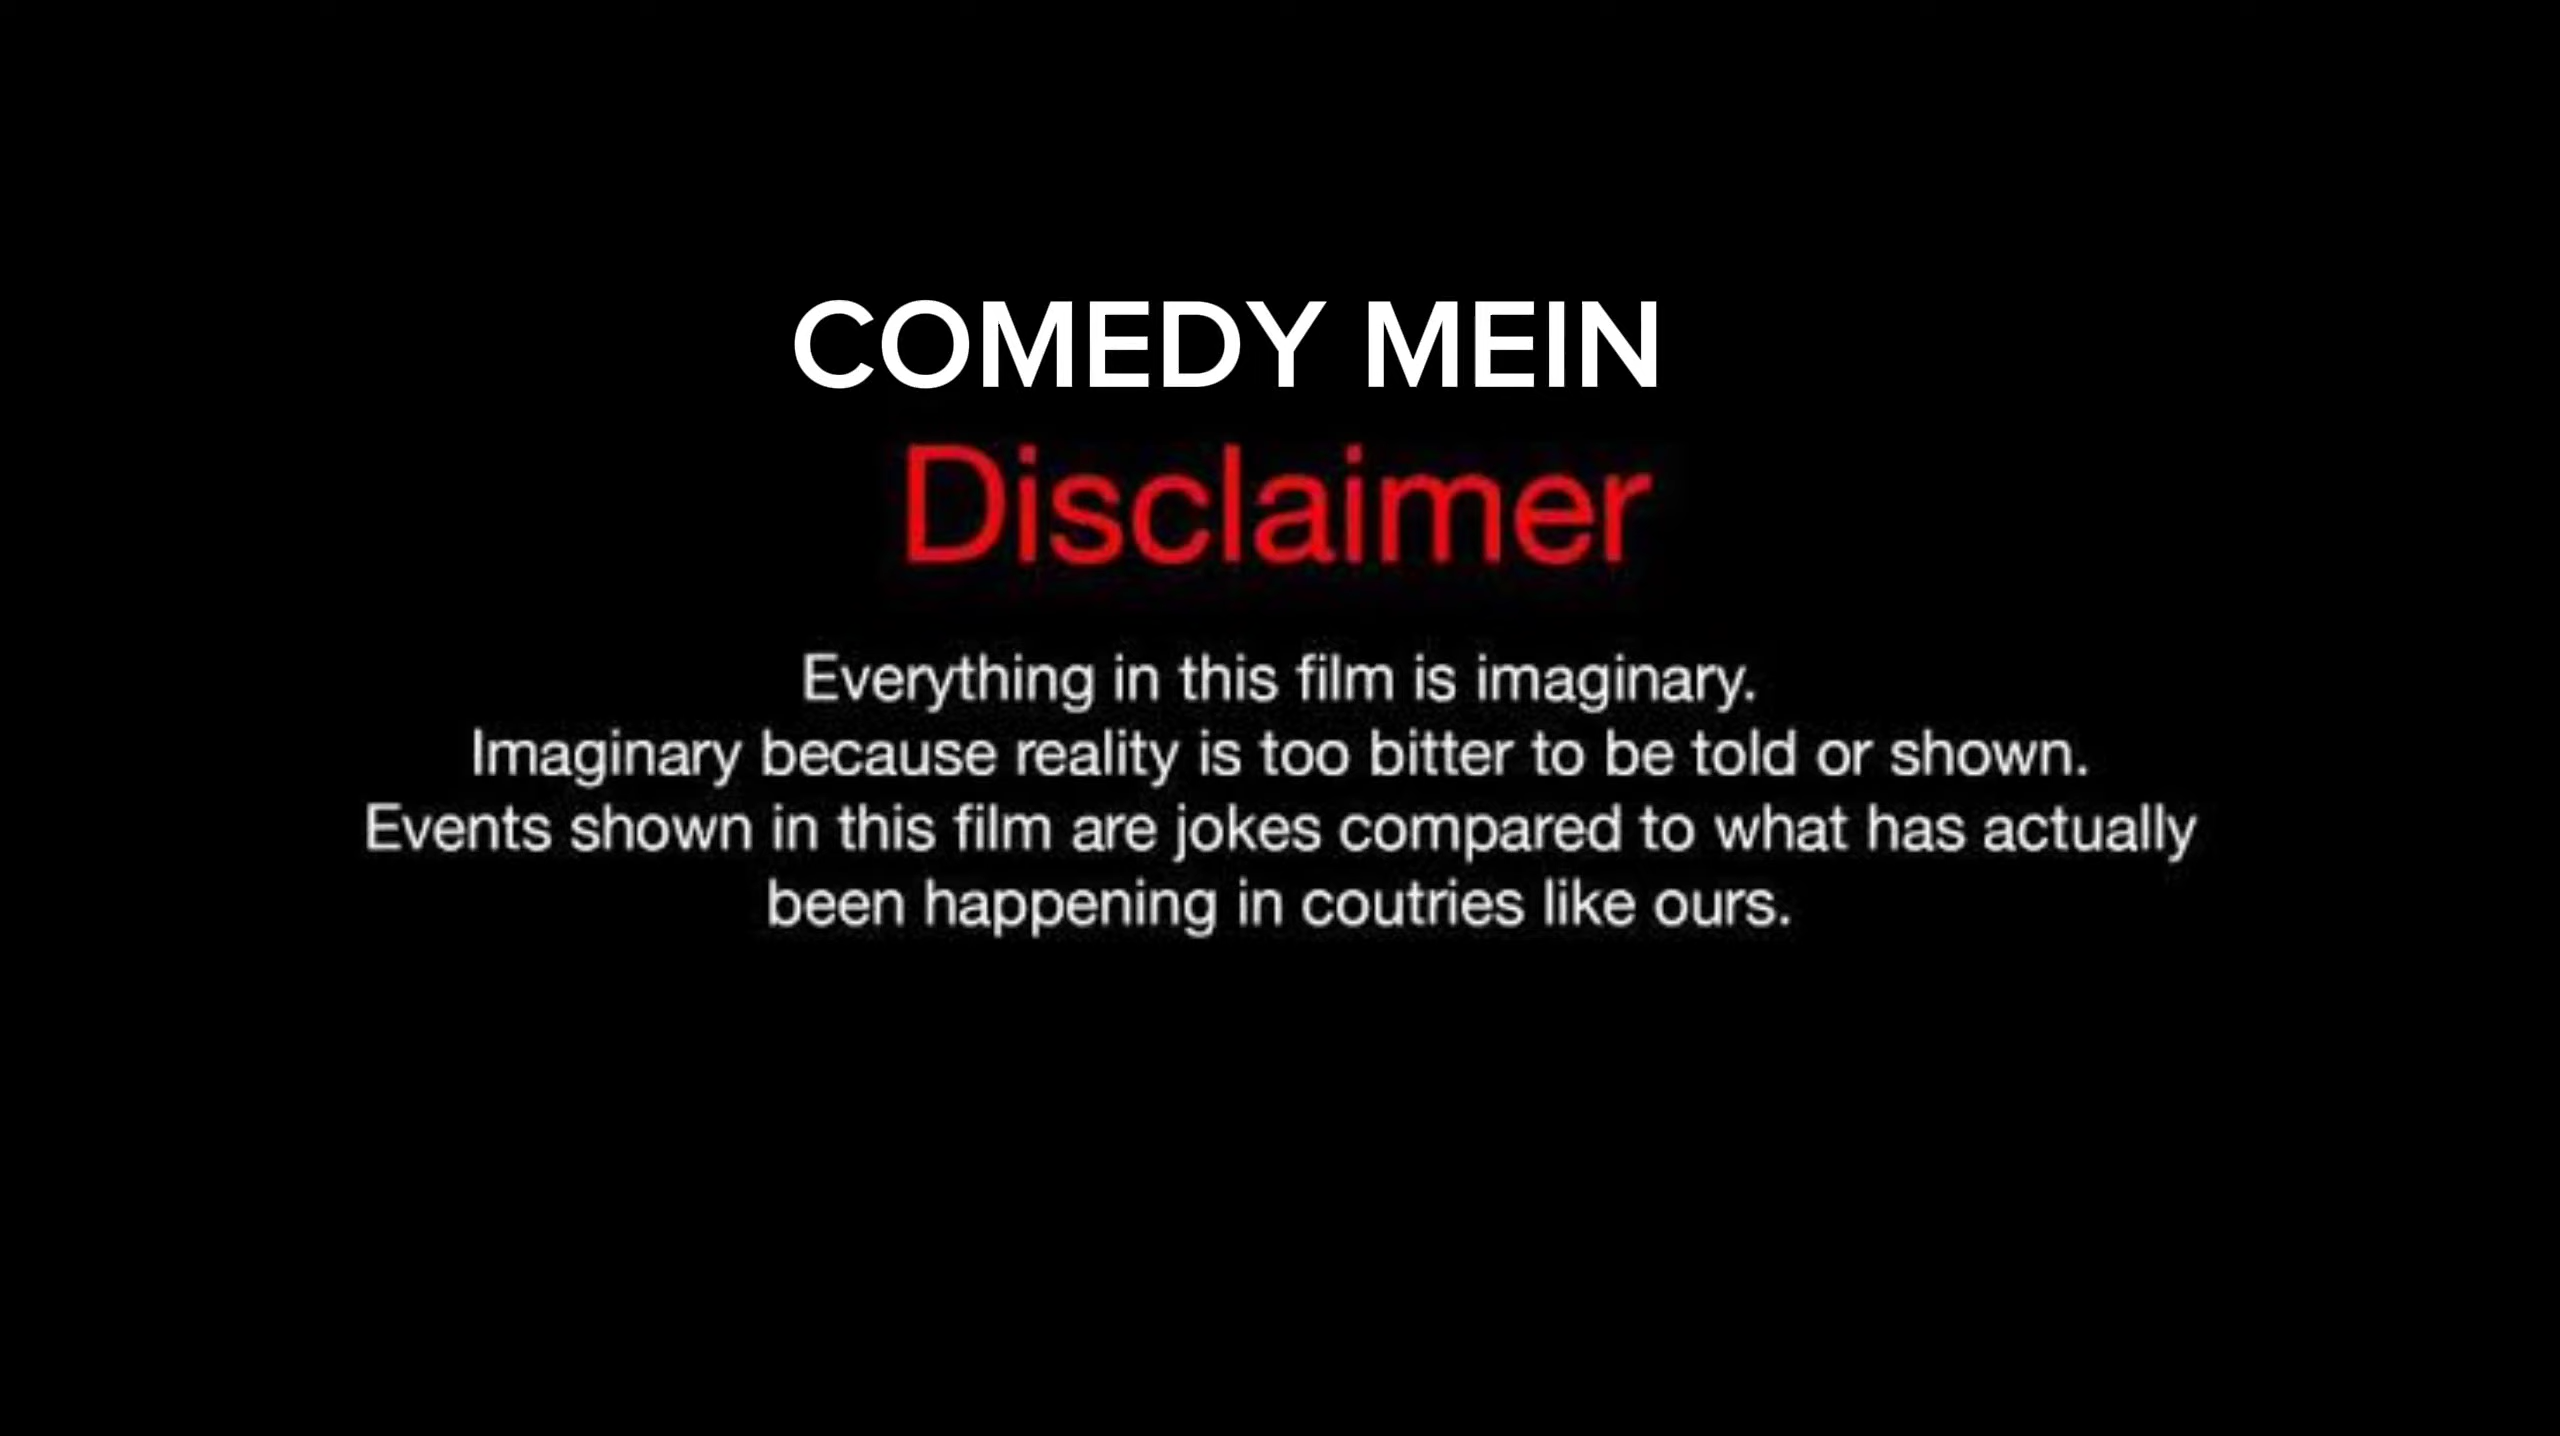 COMEDY MEIN
Disclaimer
Everything in this film is imaginary.
Imaginary because reality is too bitter to be told or shown.
Events shown in this film are jokes compared to what has actually
been happening in coutries like ours.